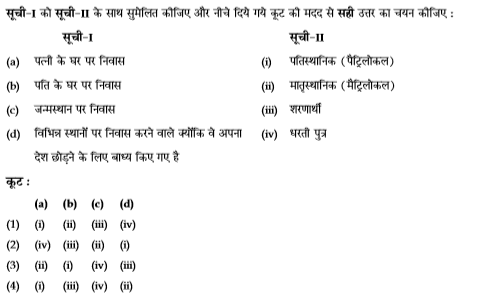 सूची-I को सूची-II के साथ सुमेलित कीजिए और नीचे दिये गये कूट की मदद से सही उत्तर का चयन कीजिए :
सूची-I सूची-II
(a) पत्नी के घर पर निवास (i) पतिस्थानिक (पैट्रिलोकल)
(b) पति के घर पर निवास (ii) मातृस्थानिक (मैट्रिलोकल)
(c) जन्मस्थान पर निवास (iii) शरणार्थी
(d) विभिन्न स्थानों पर निवास करने वाले क्योंकि वे अपना (iv) धरती पुत्र
देश छोड़ने के लिए बाध्य किए गए है
कूट :
(a) (b) (c) (d)
(1) (i) (ii) (iii) (iv)
(2) (iv) (iii) (ii) (i)
(3) (ii) (i) (iv) (iii)
(4) (i) (iii) (iv) (ii)